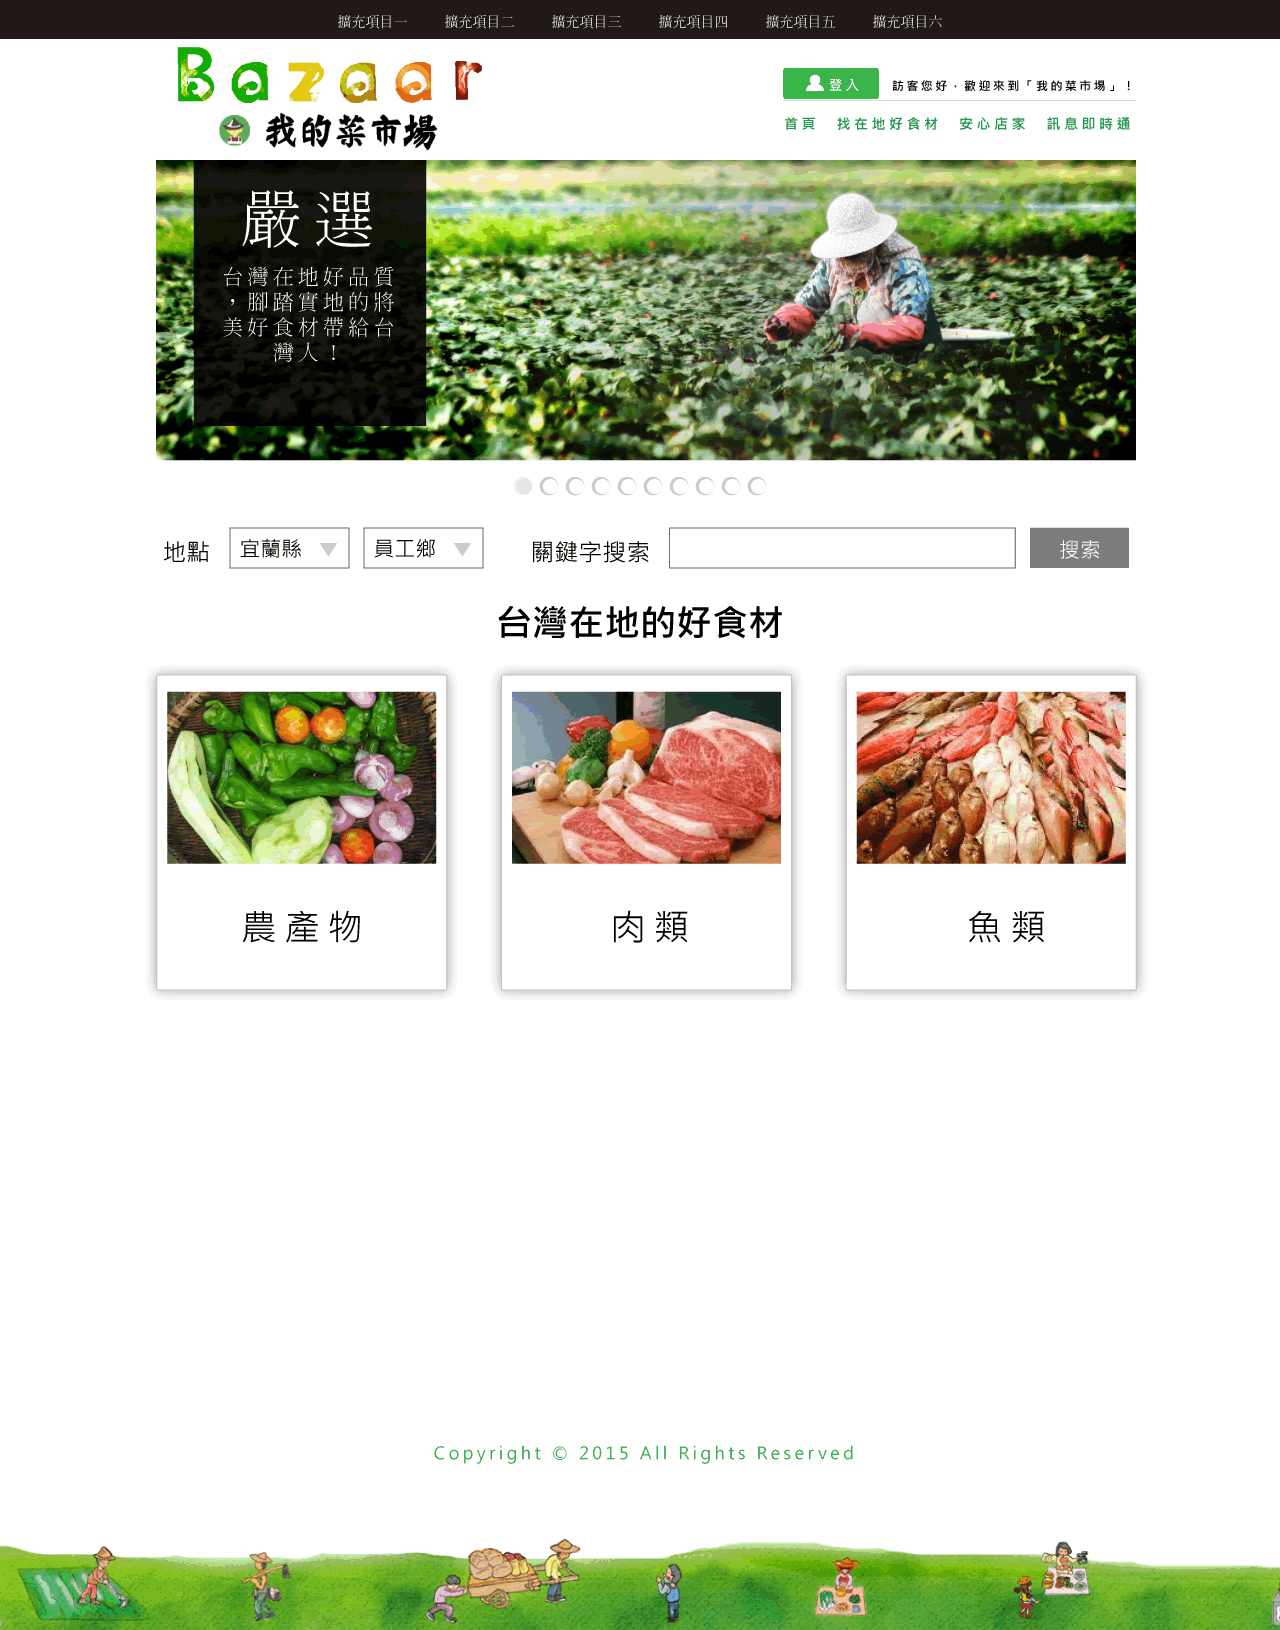 擴充項目一 擴充項目二 擴充項目三 擴充項目四 擴充項目五 擴充項目六
Bazaar
我的菜市場
登入 訪客您好，歡迎來到「我的菜市場」！
首頁 找在地好食材 安心店家 訊息即時通
嚴選
台灣在地好品質
，腳踏實地的將
美好食材帶給台
灣人！
地點 宜蘭縣 員工鄉 關鍵字搜索 搜索
台灣在地的好食材
農產物 肉類 魚類
Copyright © 2015 All Rights Reserved